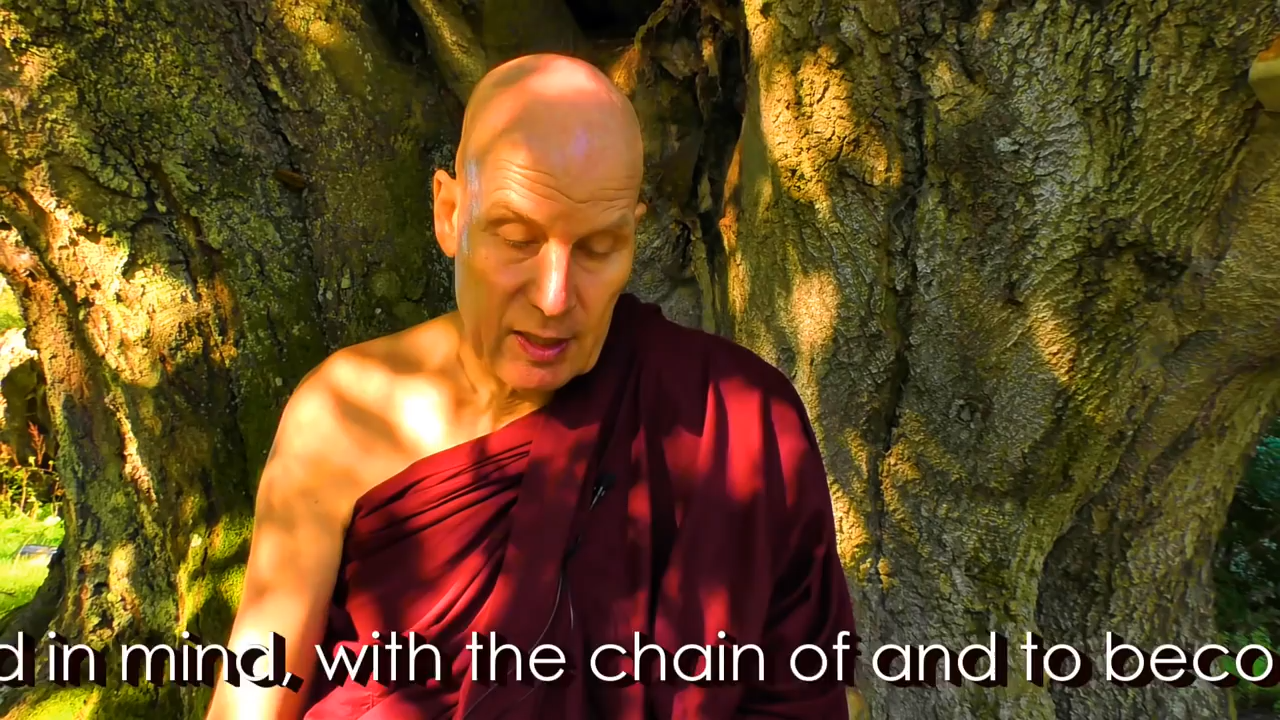 d in mind, with the chain of and to beco